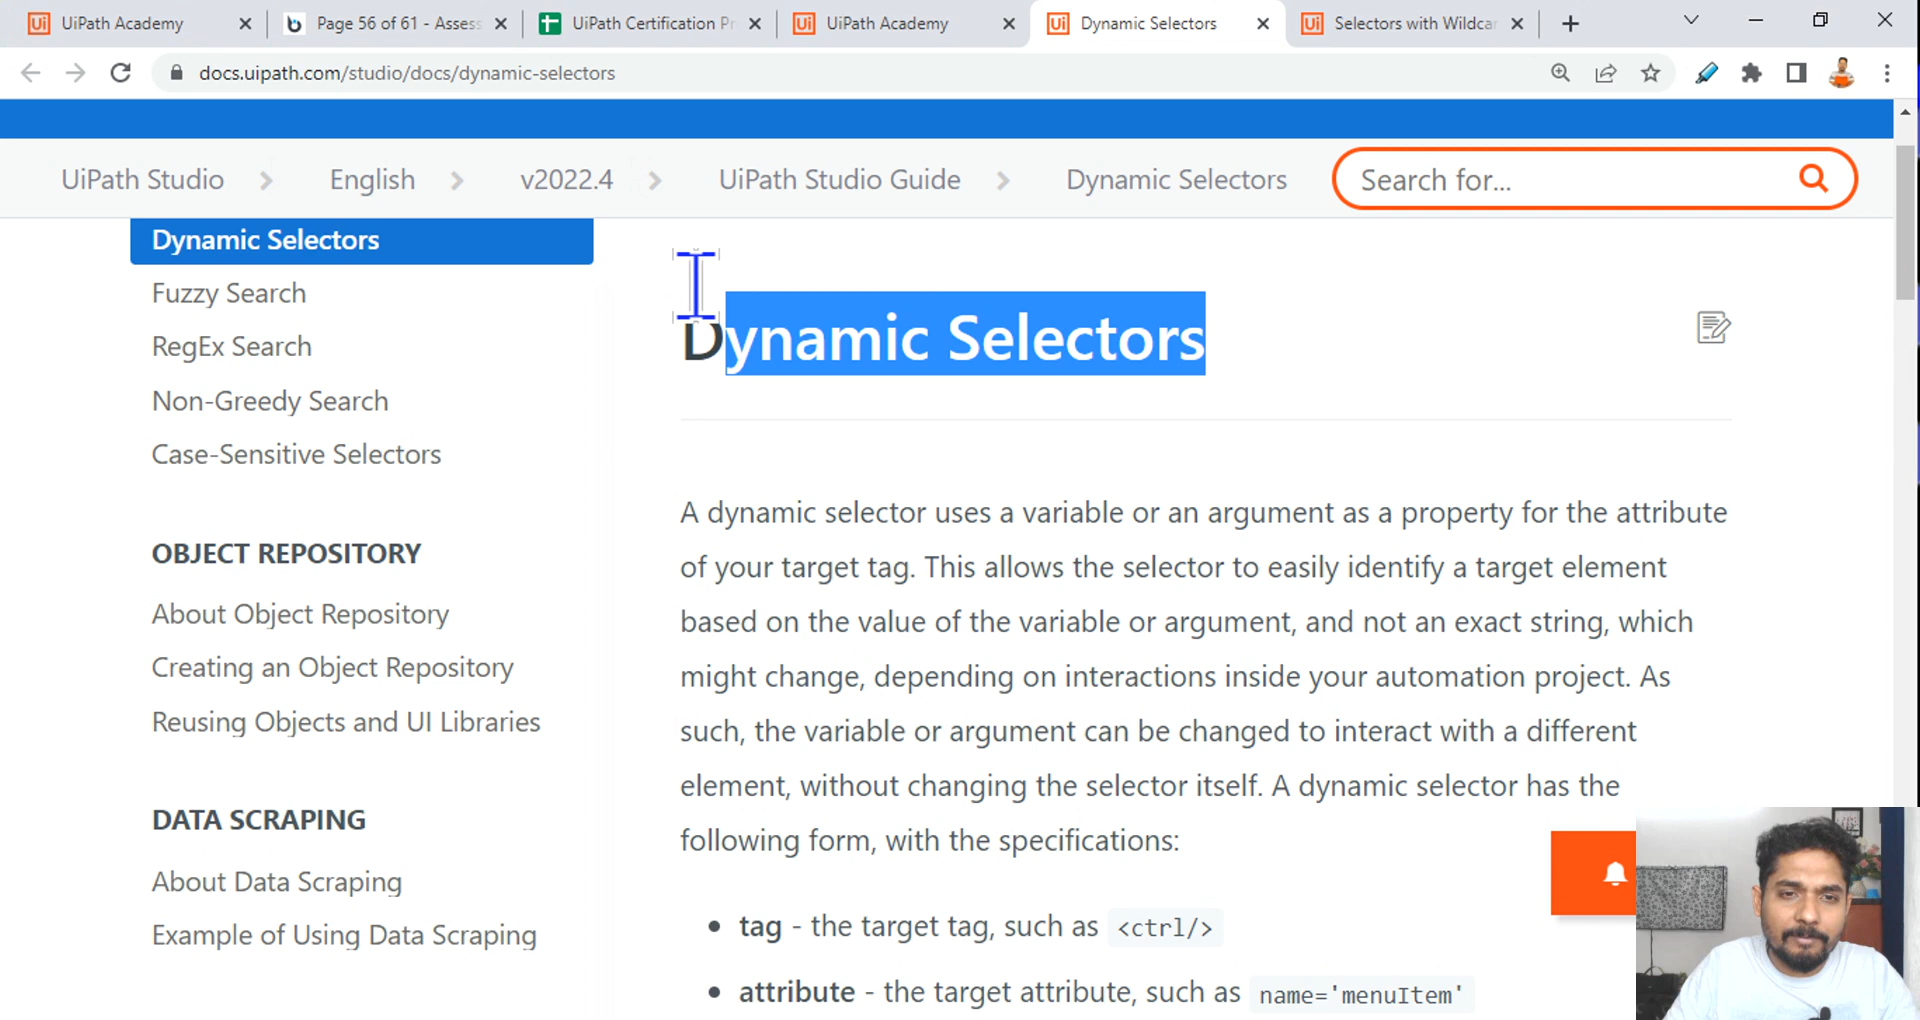 UiPath Academy
Page 56 of 61 - Assess
UiPath Certification Pr
UiPath Academy
Dynamic Selectors
Selectors with Wildcar
docs.uipath.com/studio/docs/dynamic-selectors
UiPath Studio > English > v2022.4 > UiPath Studio Guide > Dynamic Selectors
Search for...
Dynamic Selectors
Fuzzy Search
RegEx Search
Non-Greedy Search
Case-Sensitive Selectors
OBJECT REPOSITORY
About Object Repository
Creating an Object Repository
Reusing Objects and UI Libraries
DATA SCRAPING
About Data Scraping
Example of Using Data Scraping
Dynamic Selectors
A dynamic selector uses a variable or an argument as a property for the attribute
of your target tag. This allows the selector to easily identify a target element
based on the value of the variable or argument, and not an exact string, which
might change, depending on interactions inside your automation project. As
such, the variable or argument can be changed to interact with a different
element, without changing the selector itself. A dynamic selector has the
following form, with the specifications:
• tag - the target tag, such as <ctrl/>
• attribute - the target attribute, such as name='menuItem'